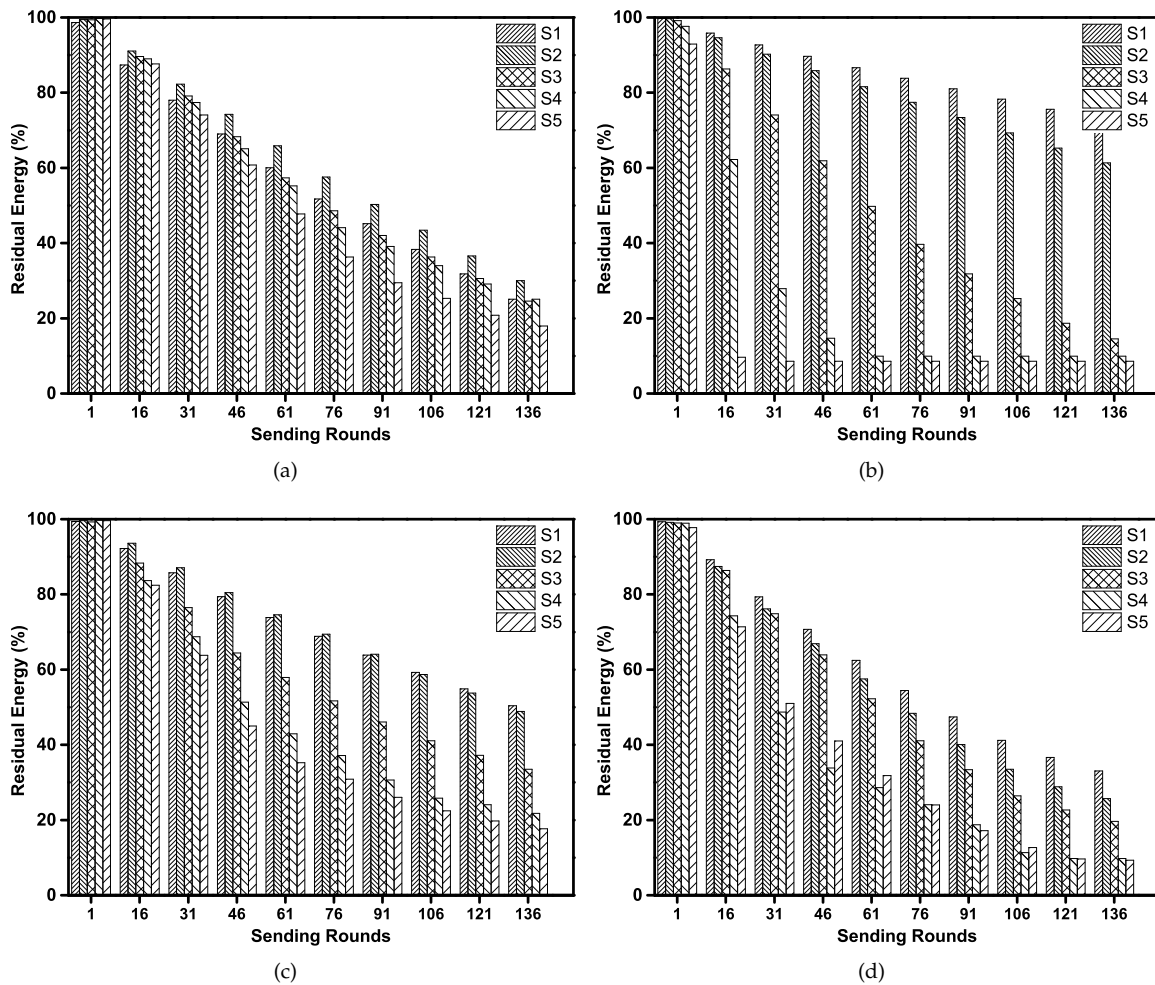 100
80
60
40
20
0
Residual Energy (%)
S1
S2
S3
S4
S5
1 16 31 46 61 76 91 106 121 136
Sending Rounds
(a)
100
80
60
40
20
0
Residual Energy (%)
S1
S2
S3
S4
S5
1 16 31 46 61 76 91 106 121 136
Sending Rounds
(b)
100
80
60
40
20
0
Residual Energy (%)
S1
S2
S3
S4
S5
1 16 31 46 61 76 91 106 121 136
Sending Rounds
(c)
100
80
60
40
20
0
Residual Energy (%)
S1
S2
S3
S4
S5
1 16 31 46 61 76 91 106 121 136
Sending Rounds
(d)